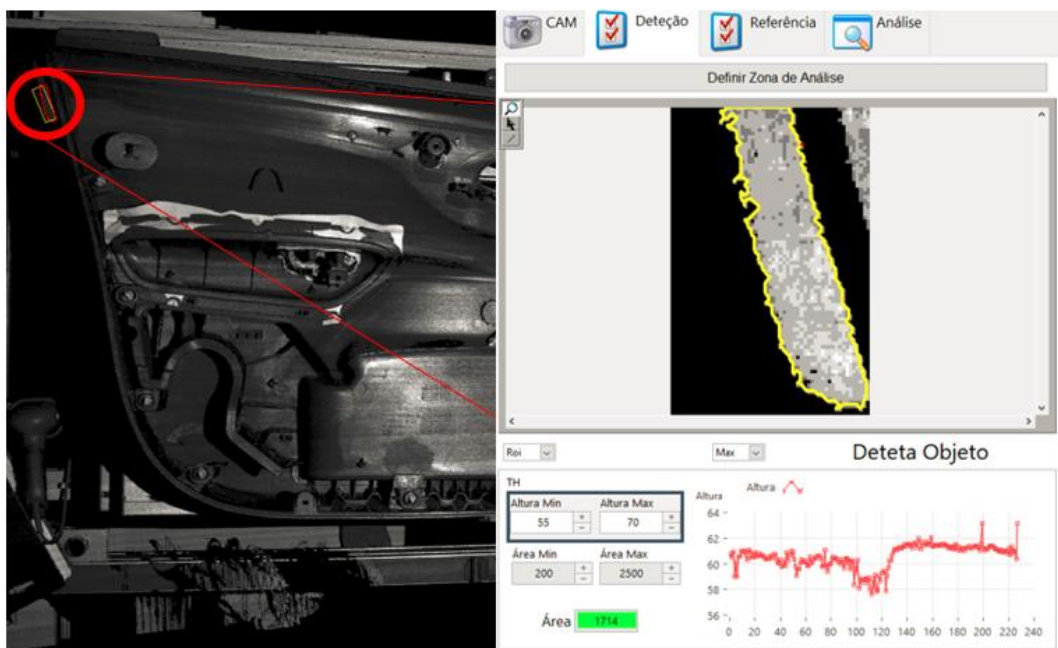 CAM Deteção Referência Análise
Definir Zona de Análise
Roi Max Deteta Objeto
TH
Altura Min Altura Max
55 70
Área Min Área Max
200 2500
Área 1714
Altura Altura
64
62
60
58
56
0 20 40 60 80 100 120 140 160 180 200 220 240